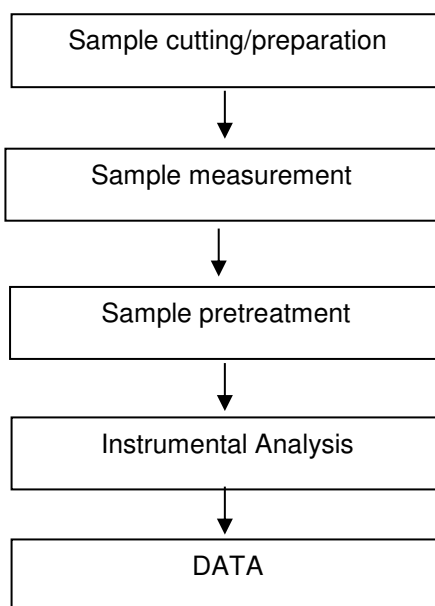 Sample cutting/preparation
Sample measurement
Sample pretreatment
Instrumental Analysis
DATA